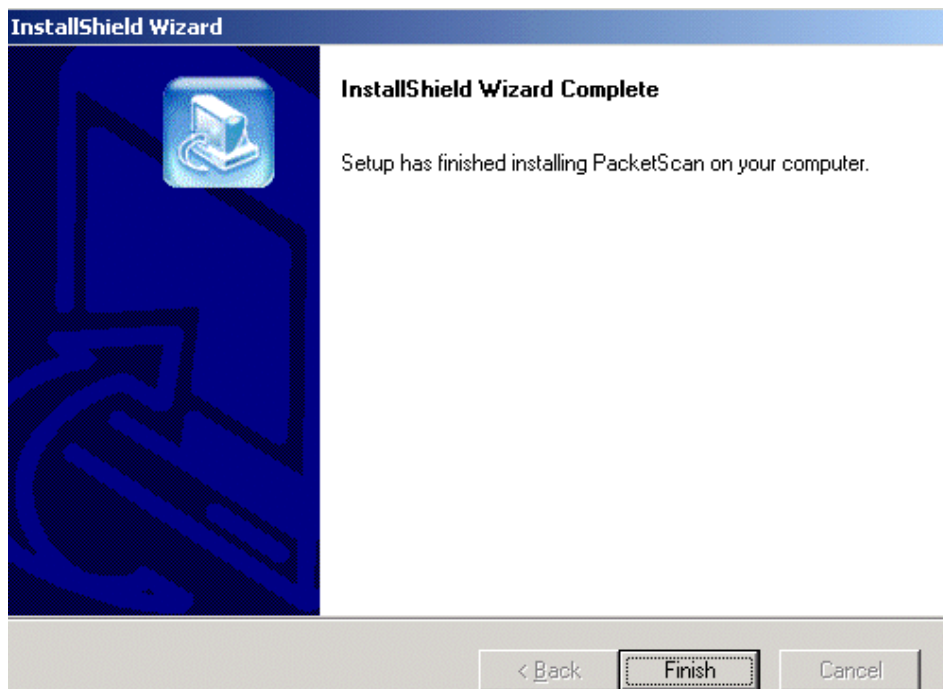 InstallShield Wizard
InstallShield Wizard Complete
Setup has finished installing PacketScan on your computer.
< Back Finish Cancel